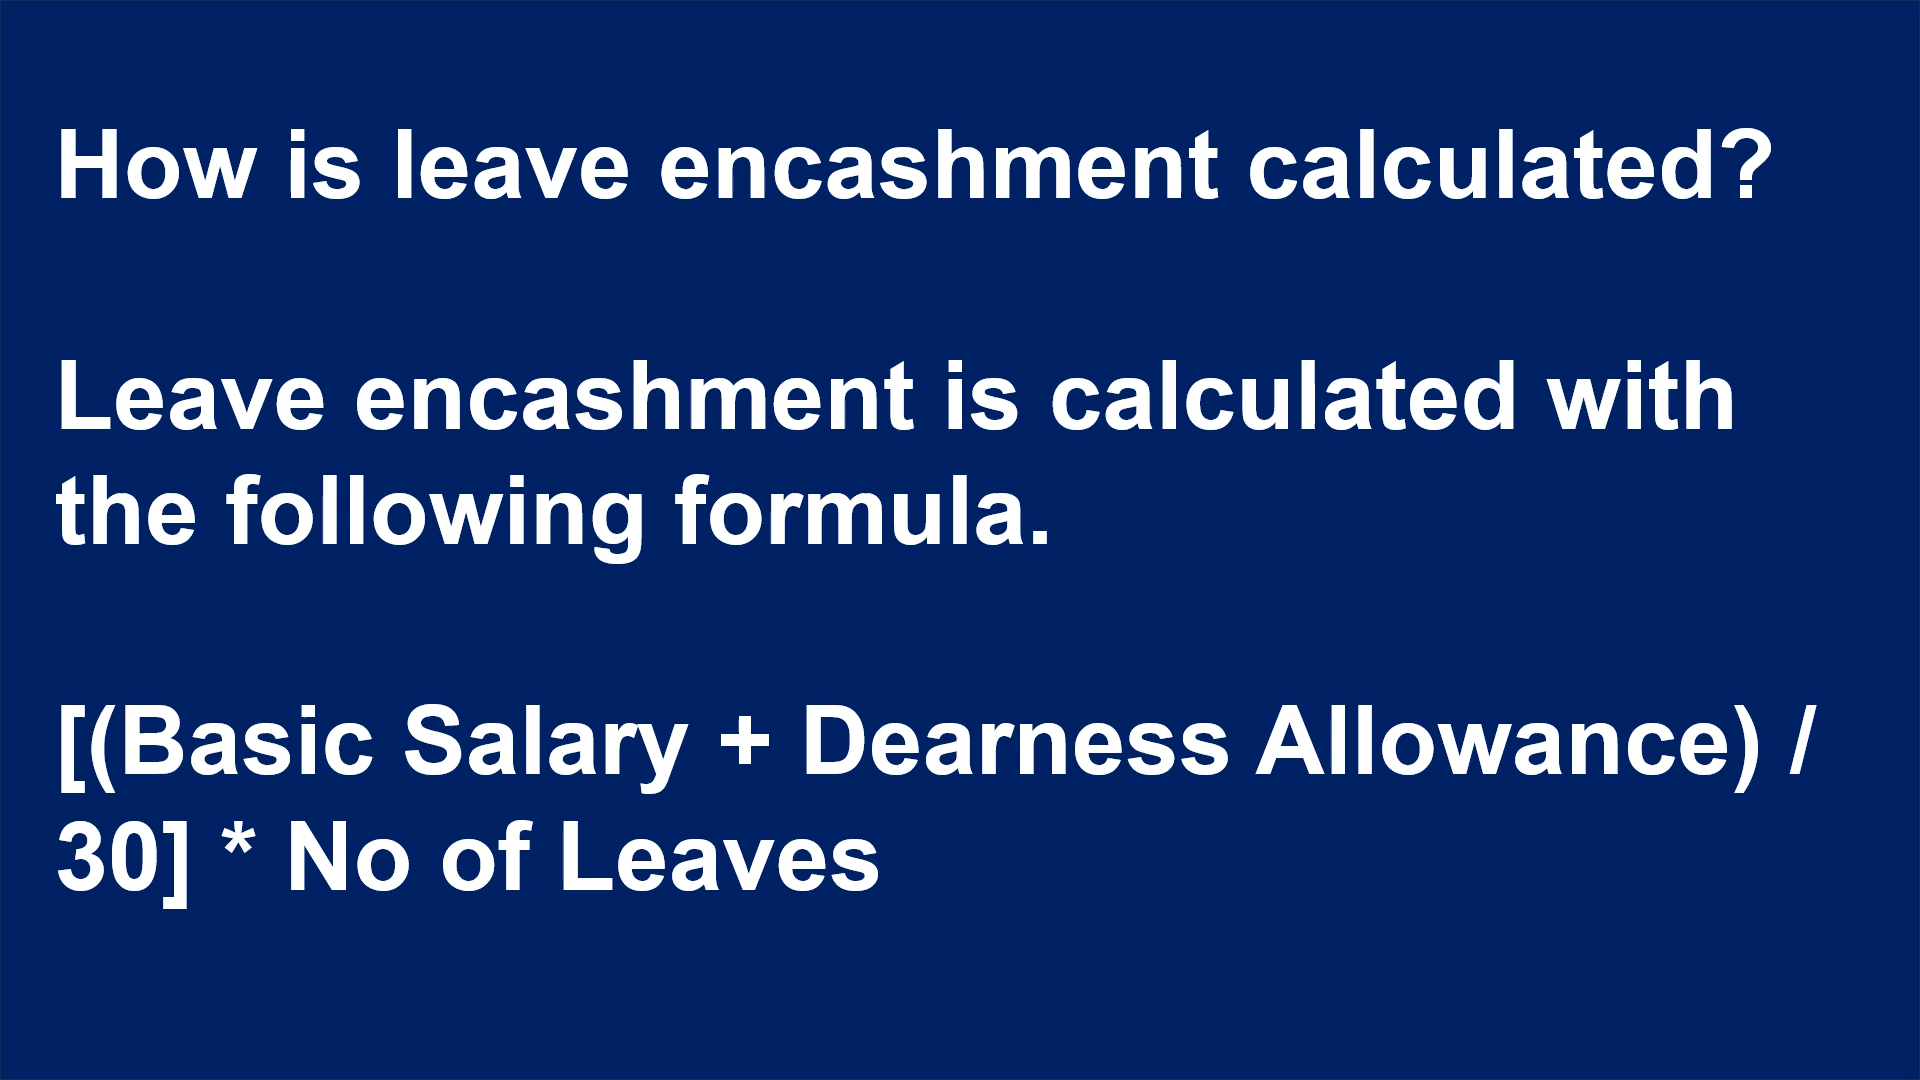 How is leave encashment calculated?
Leave encashment is calculated with
the following formula.
[(Basic Salary + Dearness Allowance) /
30] * No of Leaves